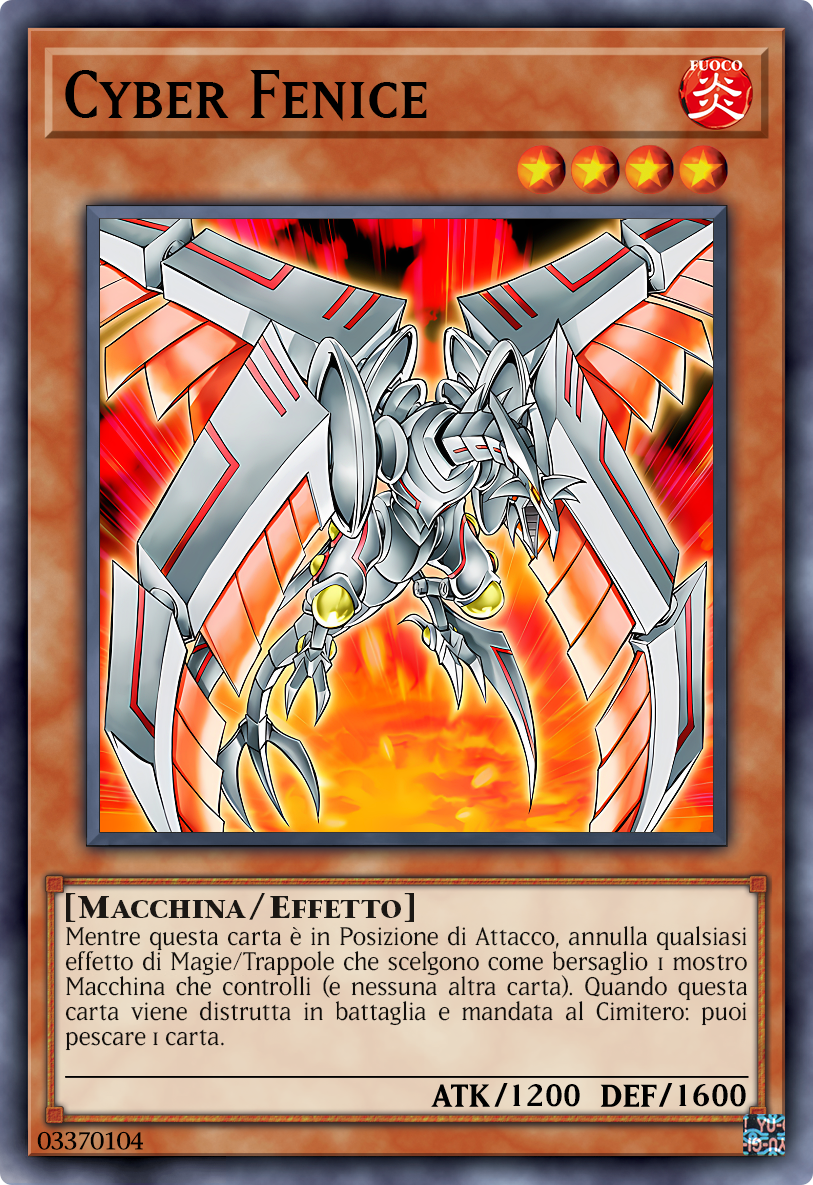 Cyber Fenice
FUOCO
炎
[Macchina/Effetto]
Mentre questa carta è in Posizione di Attacco, annulla qualsiasi
effetto di Magie/Trappole che scelgono come bersaglio 1 mostro
Macchina che controlli (e nessuna altra carta). Quando questa
carta viene distrutta in battaglia e mandata al Cimitero: puoi
pescare 1 carta.
ATK/1200 DEF/1600
03370104